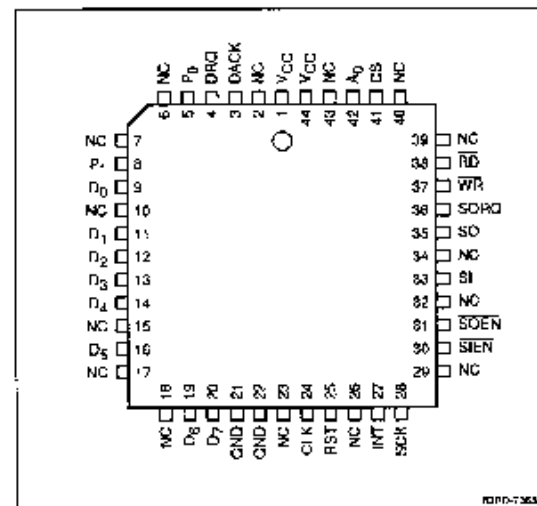 NC P0 DRQ DACK NC VCC VCC NC A0 CS NC
6 5 4 3 2 1 44 43 42 41 40
NC 7 39 NC
P1 8 38 RD
D0 9 37 WR
NC 10 36 SORQ
D1 11 35 SO
D2 12 34 NC
D3 13 33 SI
D4 14 32 NC
NC 15 31 SOEN
D5 16 30 SIEN
NC 17 29 NC
18 19 20 21 22 23 24 25 26 27 28
NC D6 D7 GND GND NC CLK RST NC INT SCK